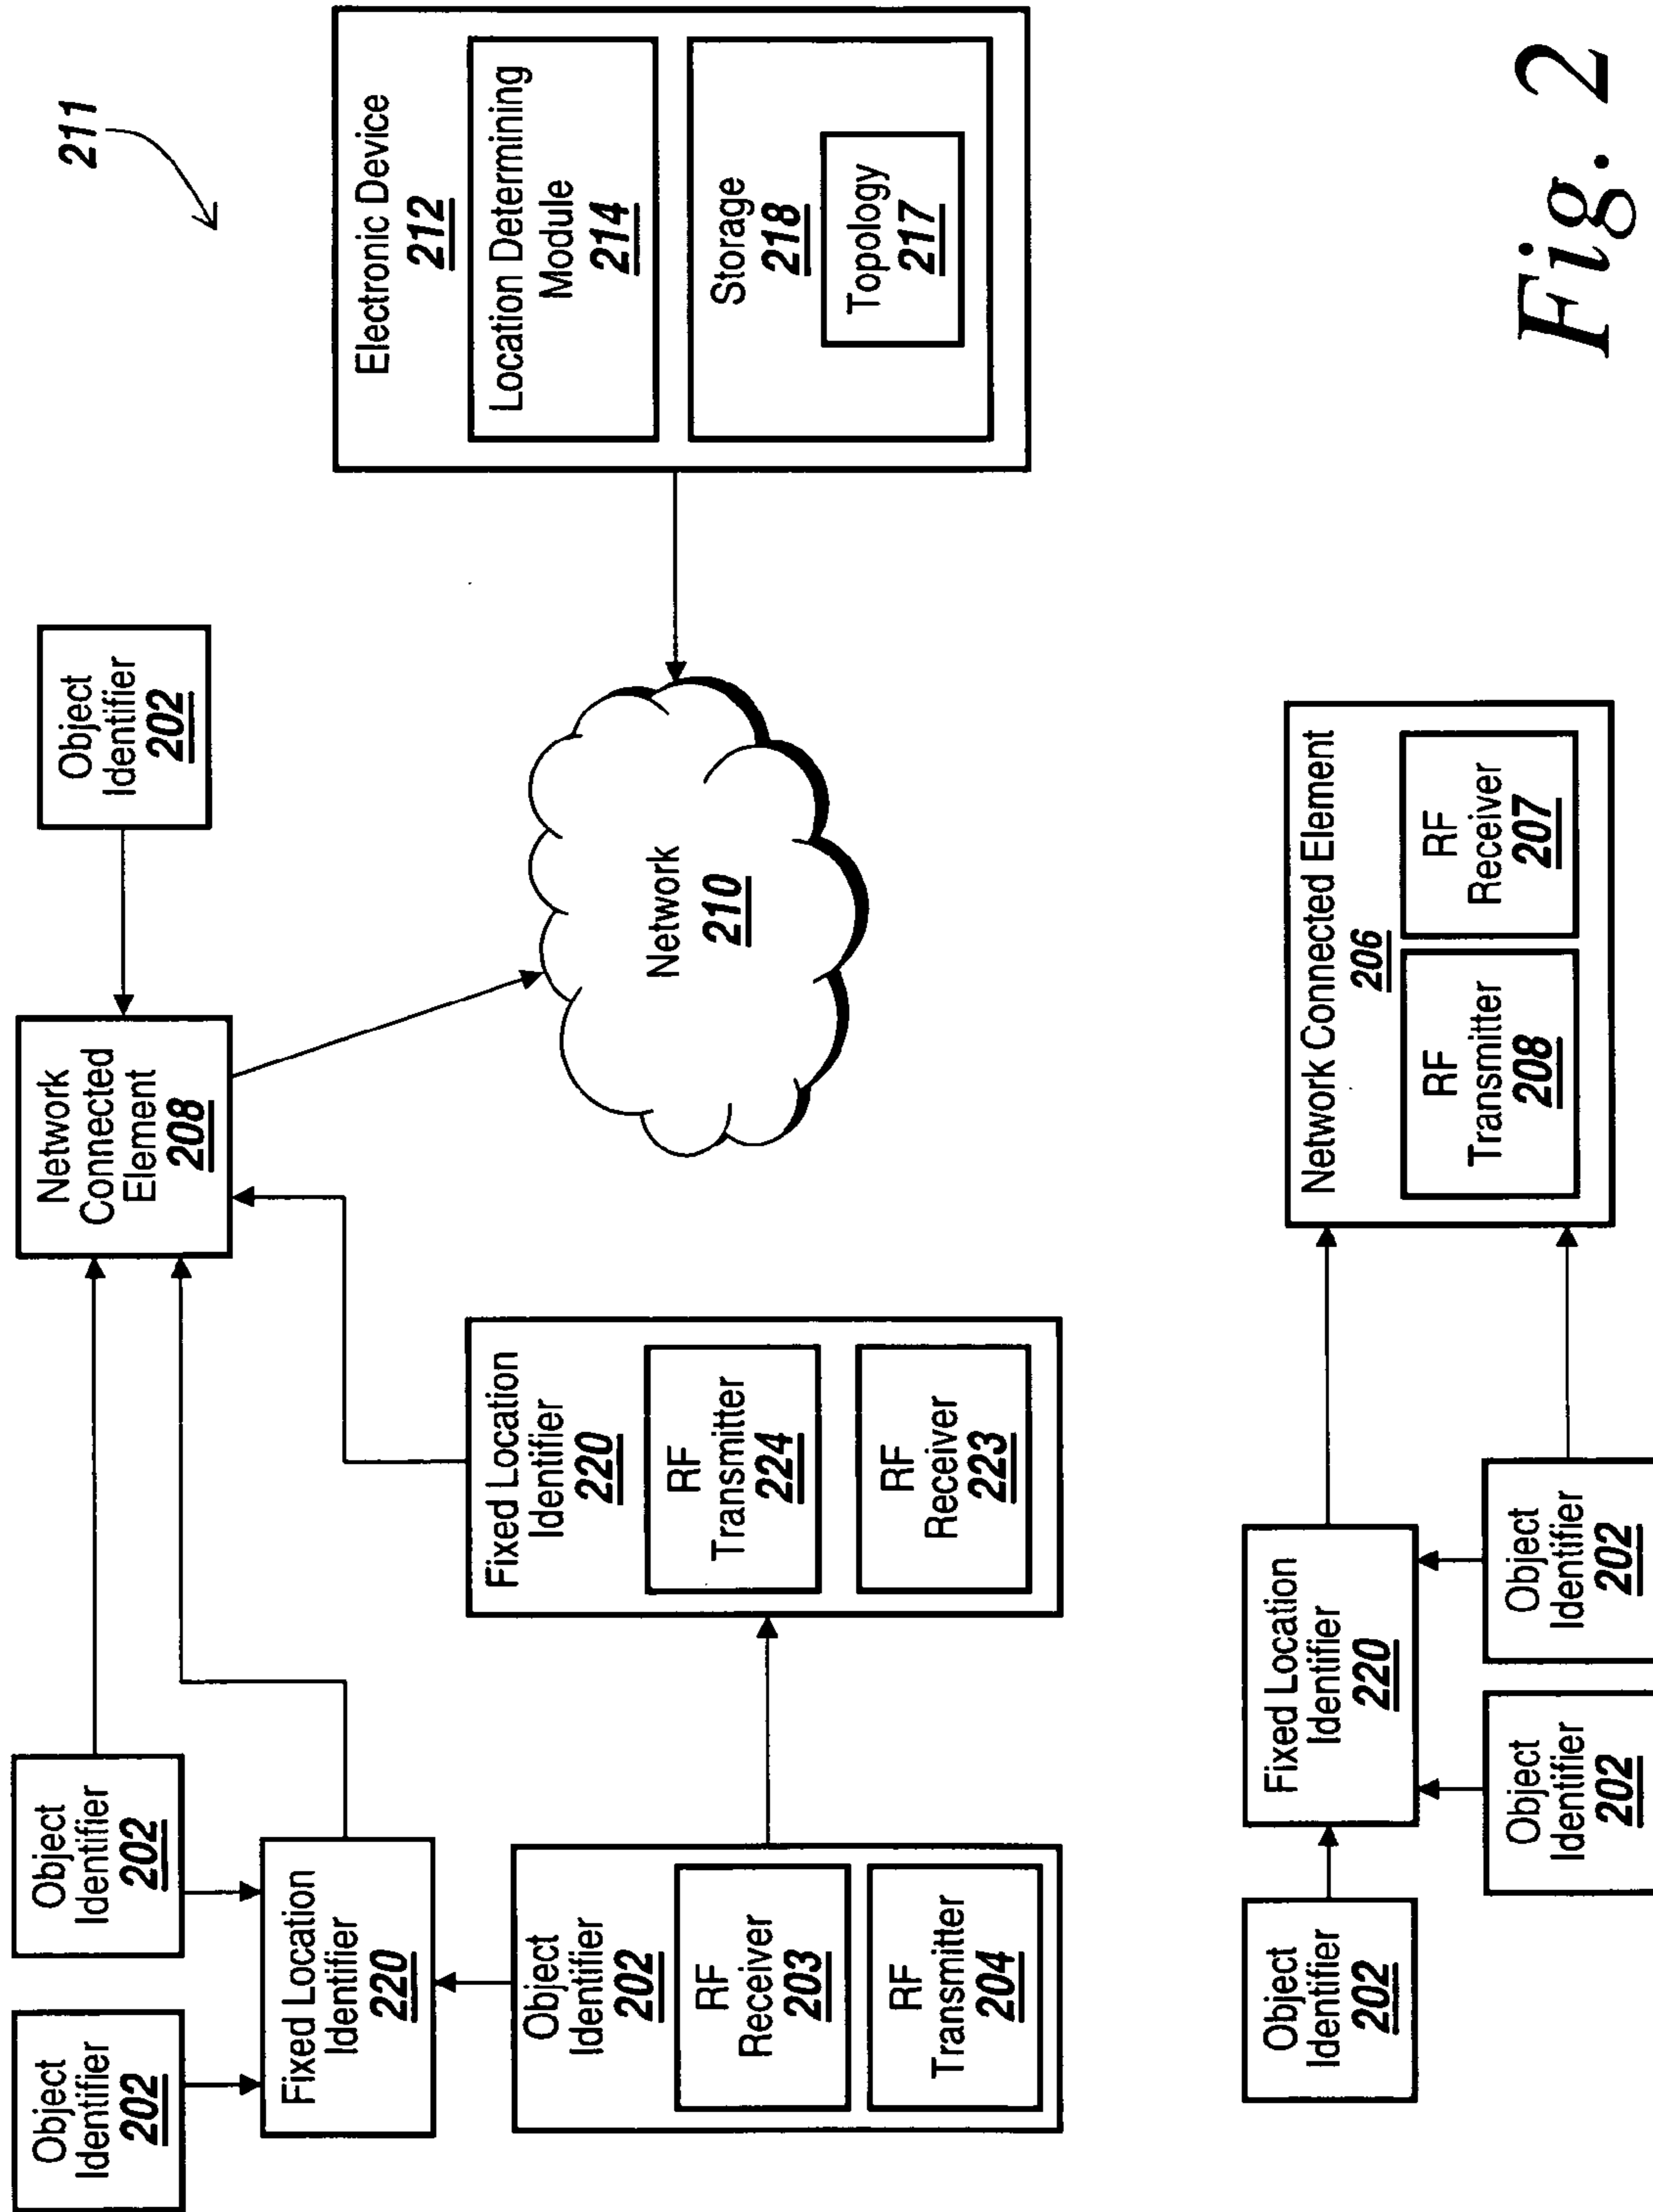 211
Object
Identifier
202
Object
Identifier
202
Network
Connected
Element
208
Object
Identifier
202
Fixed Location
Identifier
220
Object
Identifier
202
RF
Receiver
203
RF
Transmitter
204
Fixed Location
Identifier
220
RF
Transmitter
224
RF
Receiver
223
Network
210
Electronic Device
212
Location Determining
Module
214
Storage
218
Topology
217
Object
Identifier
202
Fixed Location
Identifier
220
Object
Identifier
202
Object
Identifier
202
Network Connected Element
206
RF
Transmitter
208
RF
Receiver
207
Fig. 2